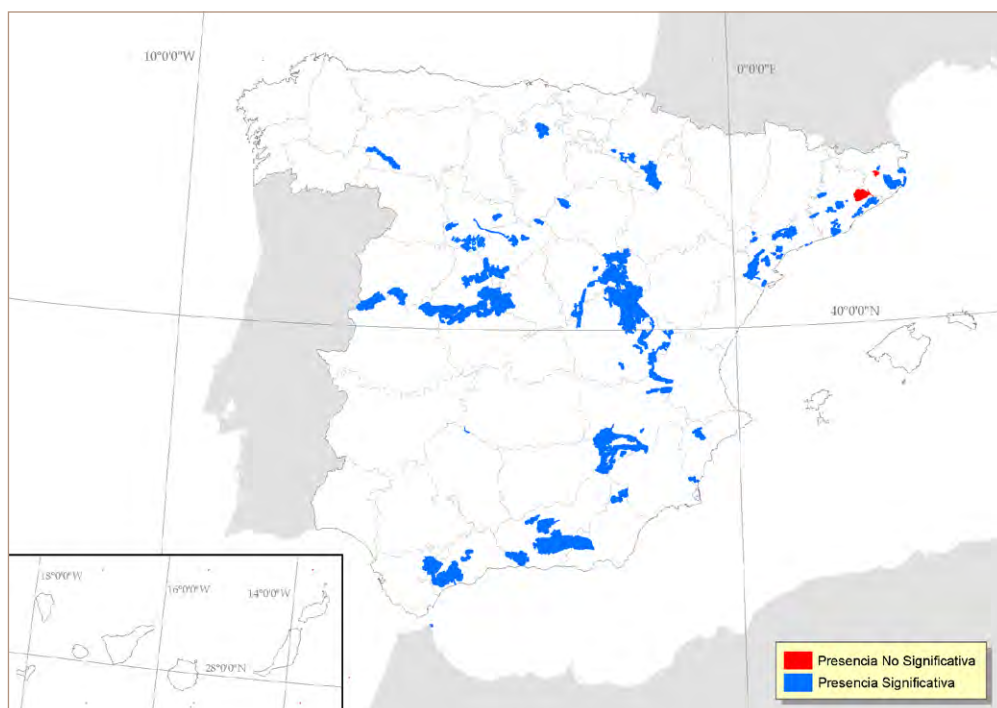 10°0'0"W
0°0'0"E
40°0'0"N
18°0'0"W
16°0'0"W
14°0'0"W
28°0'0"N
Presencia No Significativa
Presencia Significativa